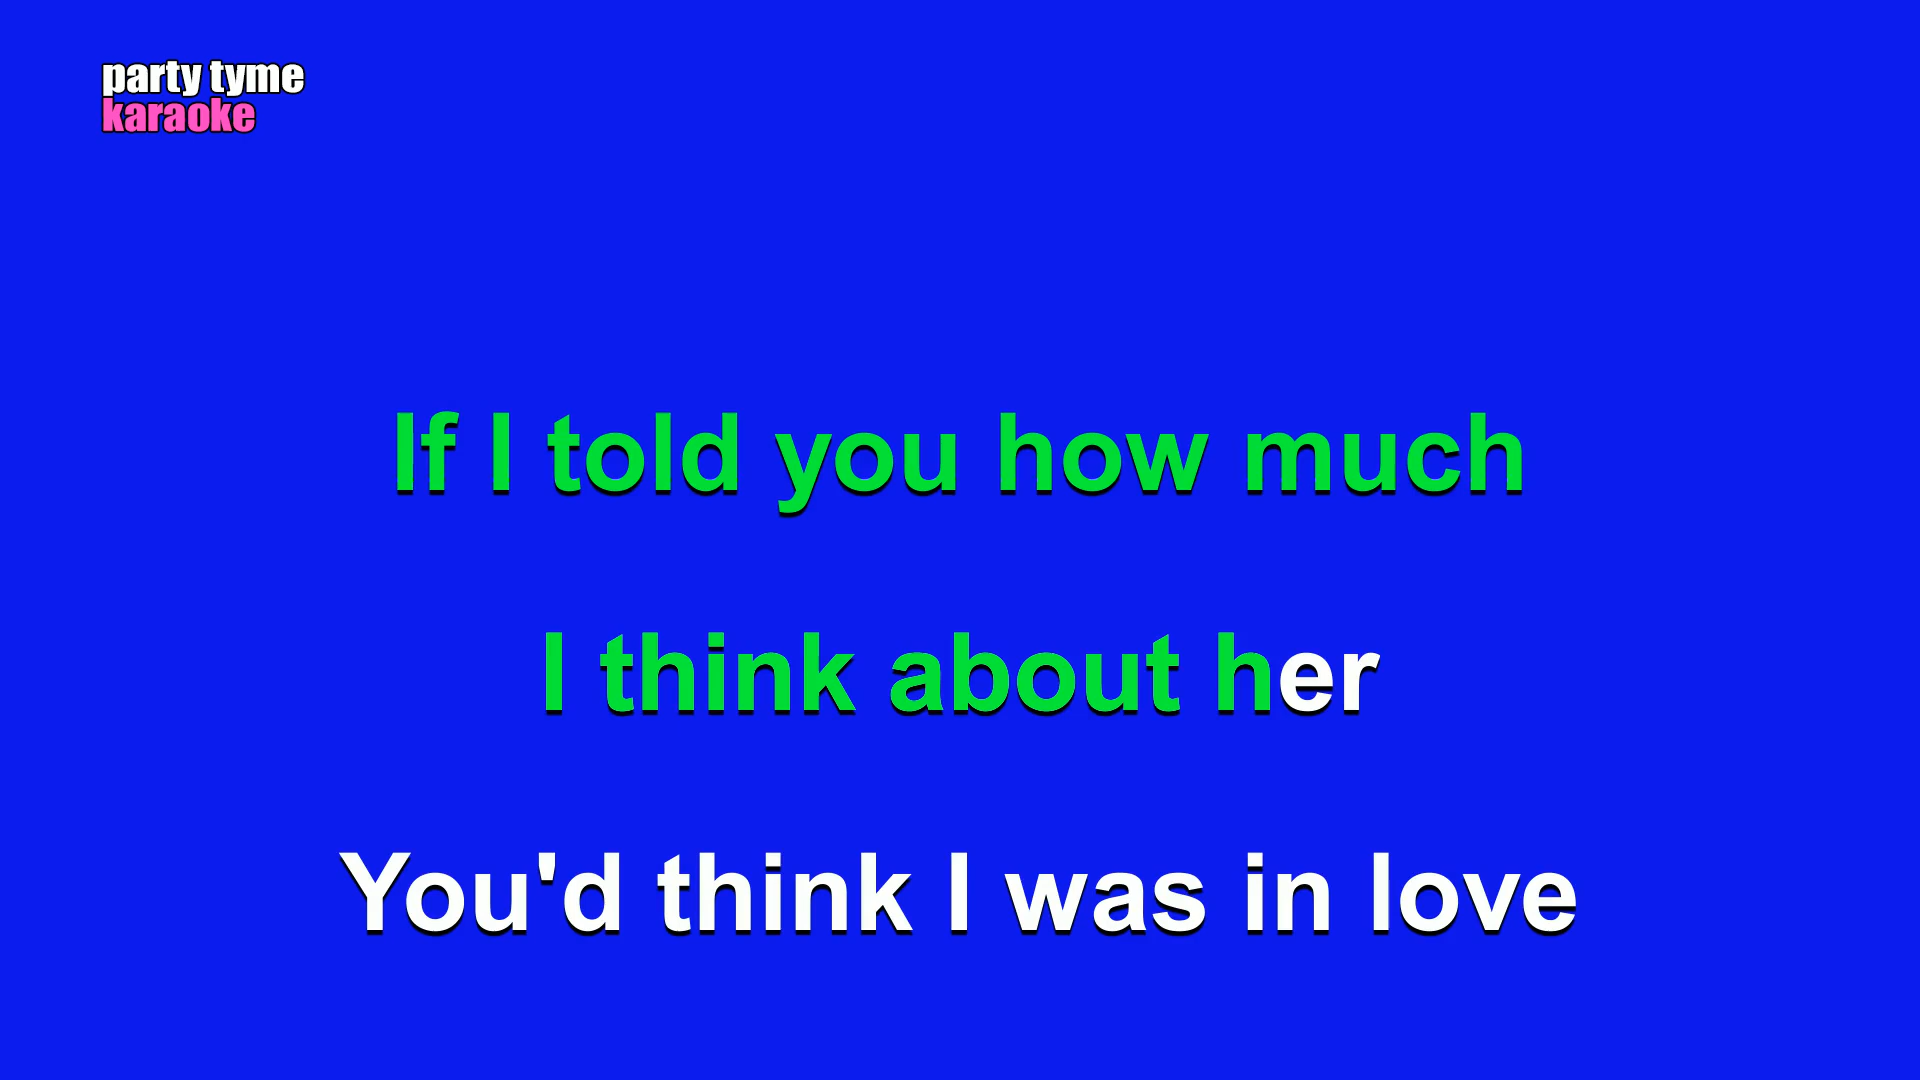 party tyme
karaoke
If I told you how much
I think about her
You'd think I was in love